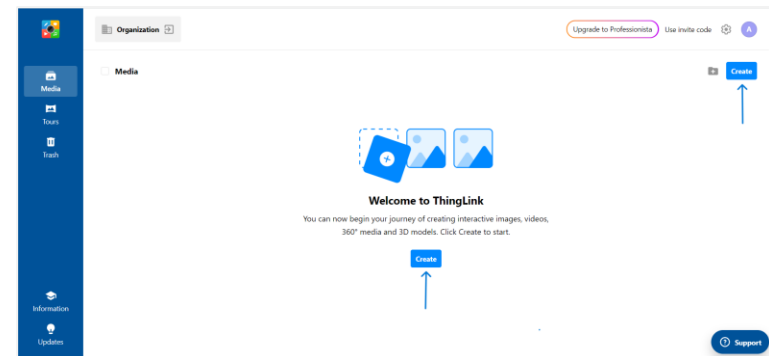 Organization
Upgrade to Professionista
Use invite code
A
Media
Media
Create
Tours
Trash
Welcome to ThingLink
You can now begin your journey of creating interactive images, videos,
360° media and 3D models. Click Create to start.
Create
Information
Updates
Support